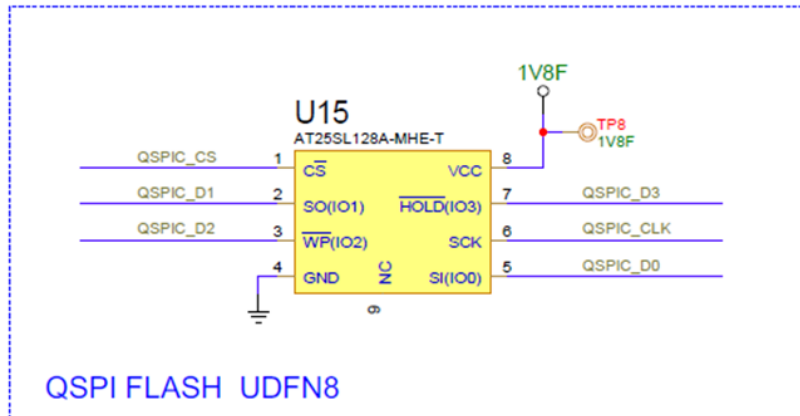 1V8F
U15
TP8
AT25SL128A-MHE-T
1V8F
QSPIC_CS 1 CS VCC 8
QSPIC_D1 2 SO(IO1) HOLD(IO3) 7 QSPIC_D3
QSPIC_D2 3 WP(IO2) SCK 6 QSPIC_CLK
4 GND NC SI(IO0) 5 QSPIC_D0
9
QSPI FLASH UDFN8